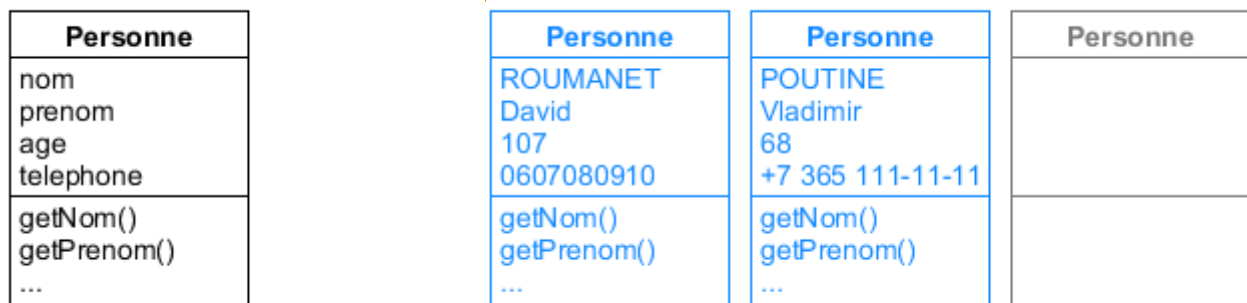 Personne
nom
prenom
age
telephone
getNom()
getPrenom()
...
Personne
ROUMANET
David
107
0607080910
getNom()
getPrenom()
...
Personne
POUTINE
Vladimir
68
+7 365 111-11-11
getNom()
getPrenom()
...
Personne